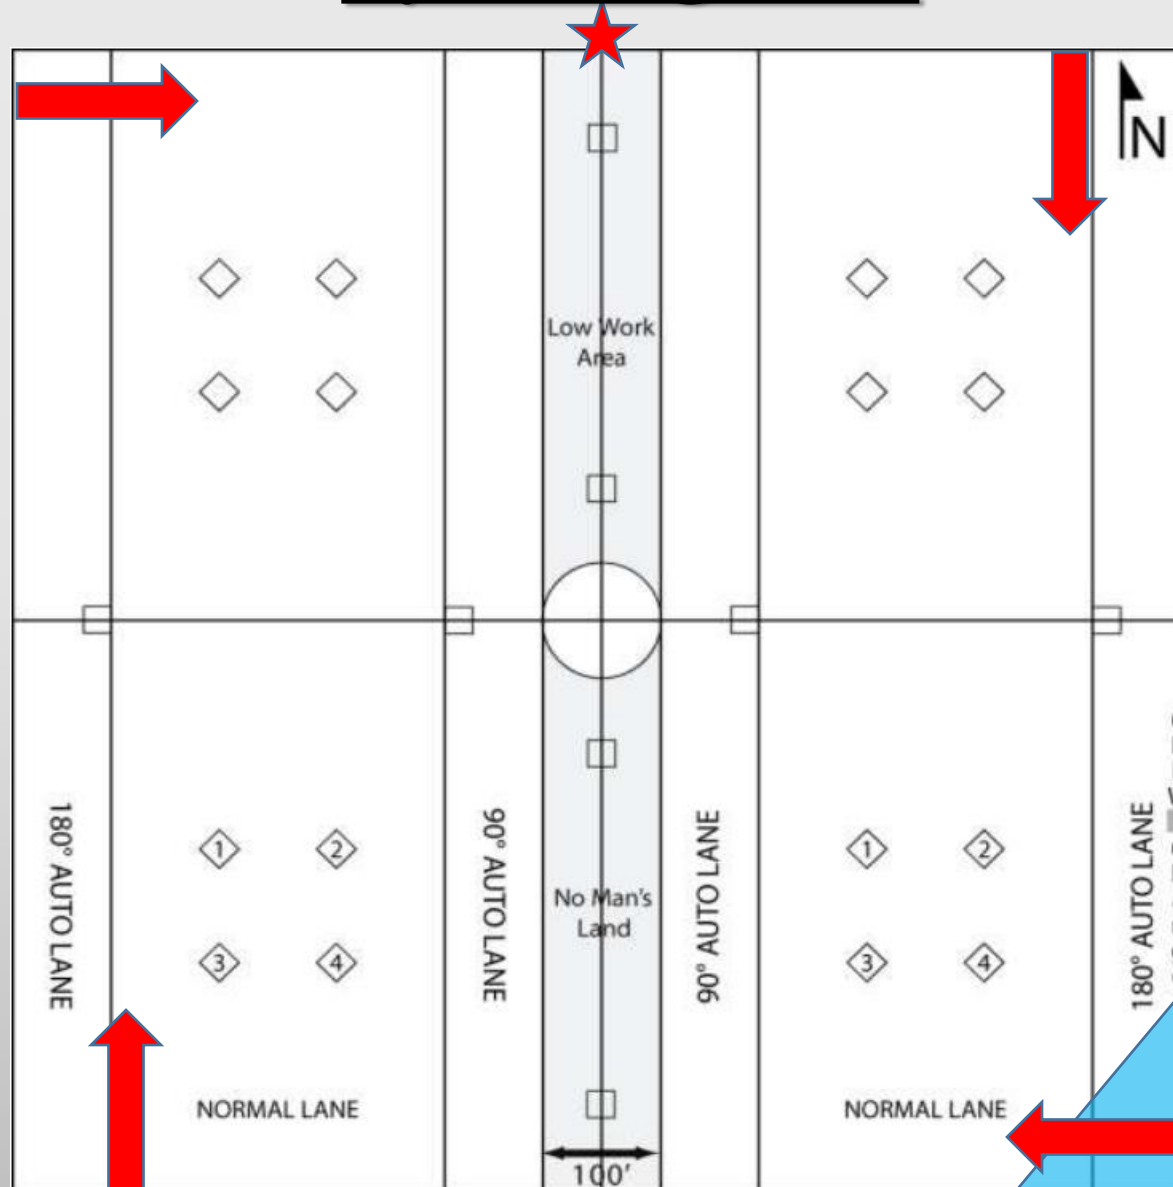 N
Low Work
Area
180° AUTO LANE
90° AUTO LANE
90° AUTO LANE
180° AUTO LANE
1
2
1
2
No Man's
Land
3
4
3
4
NORMAL LANE
NORMAL LANE
100'